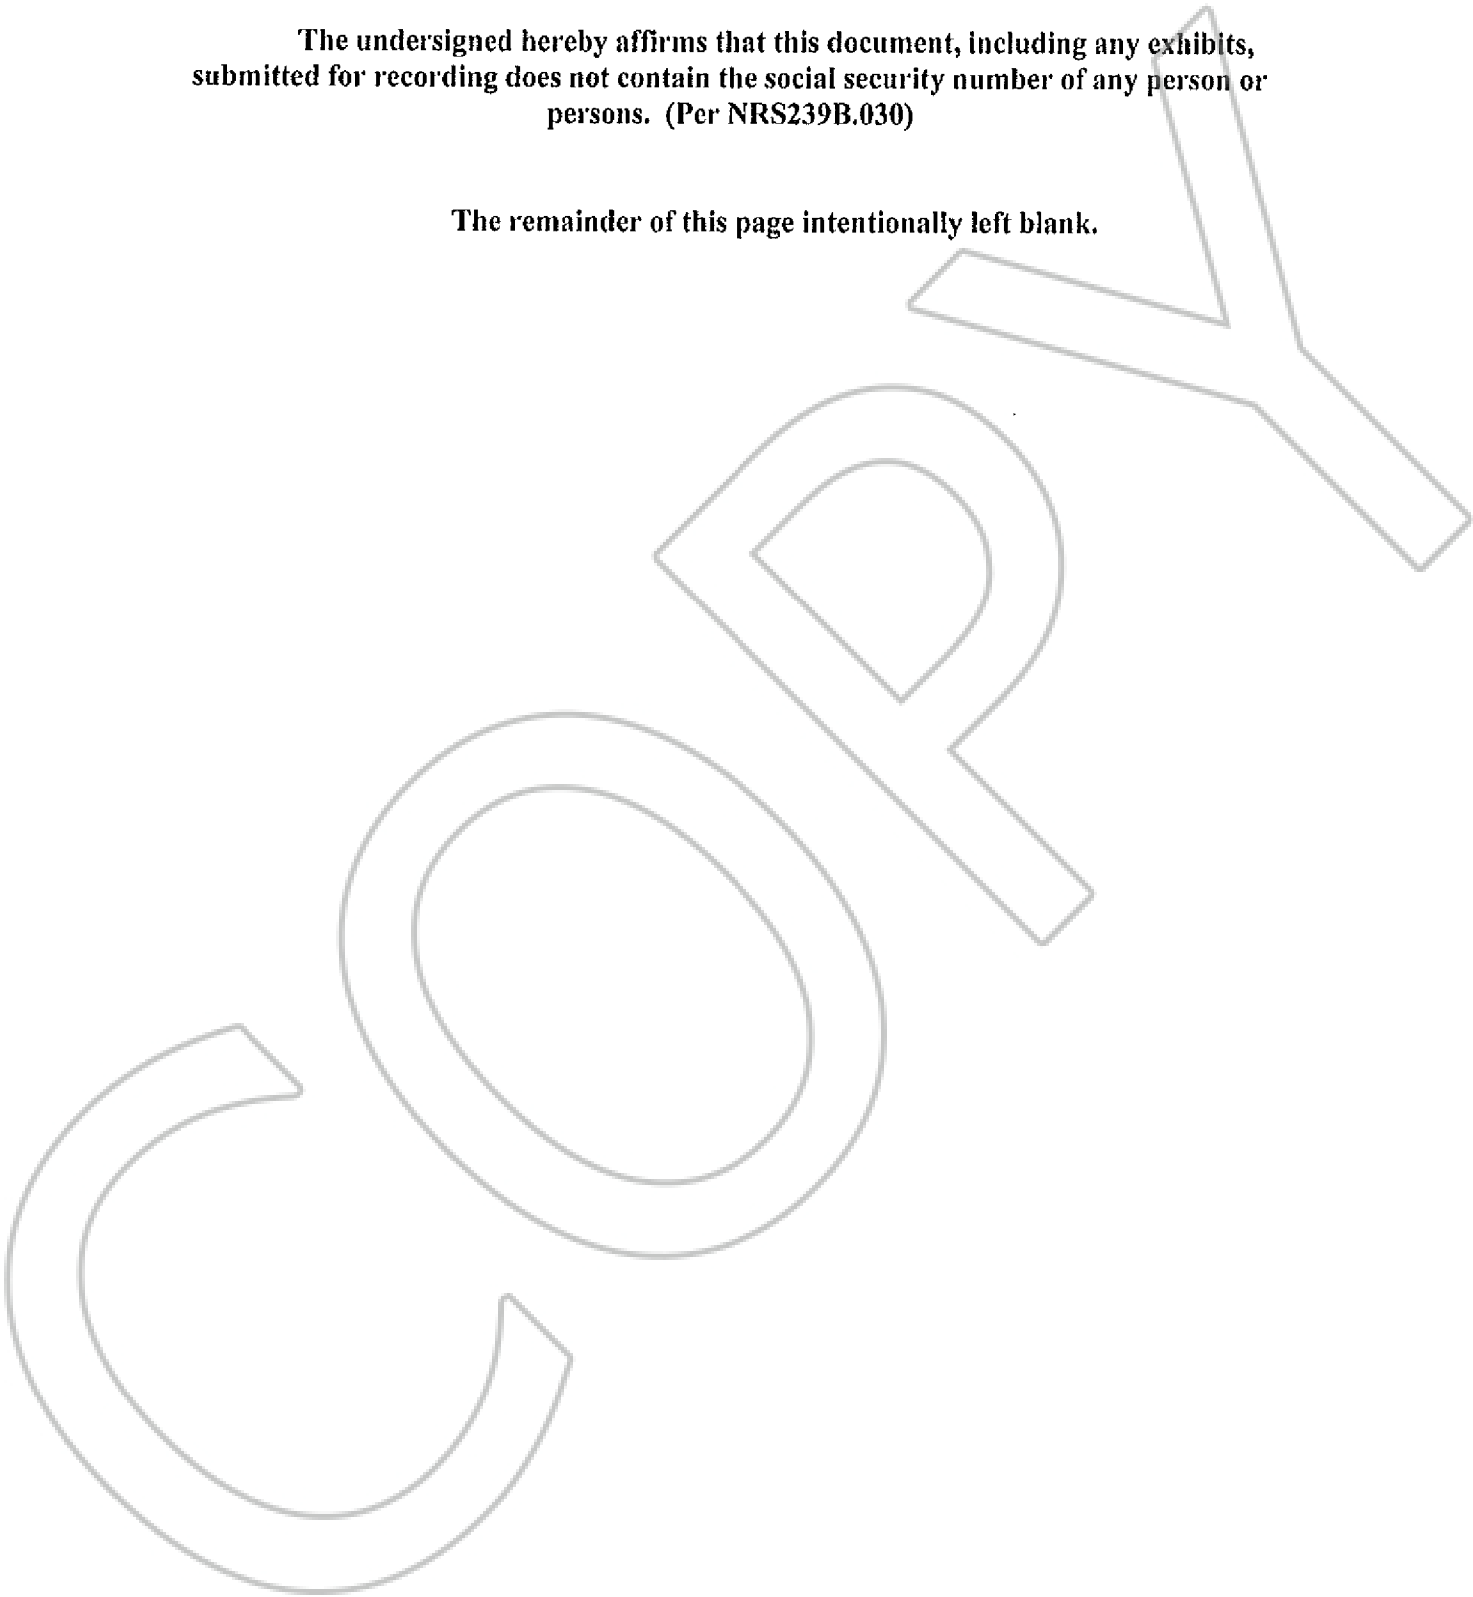 The undersigned hereby affirms that this document, including any exhibits,
submitted for recording does not contain the social security number of any person or
persons. (Per NRS239B.030)
The remainder of this page intentionally left blank.
COPY